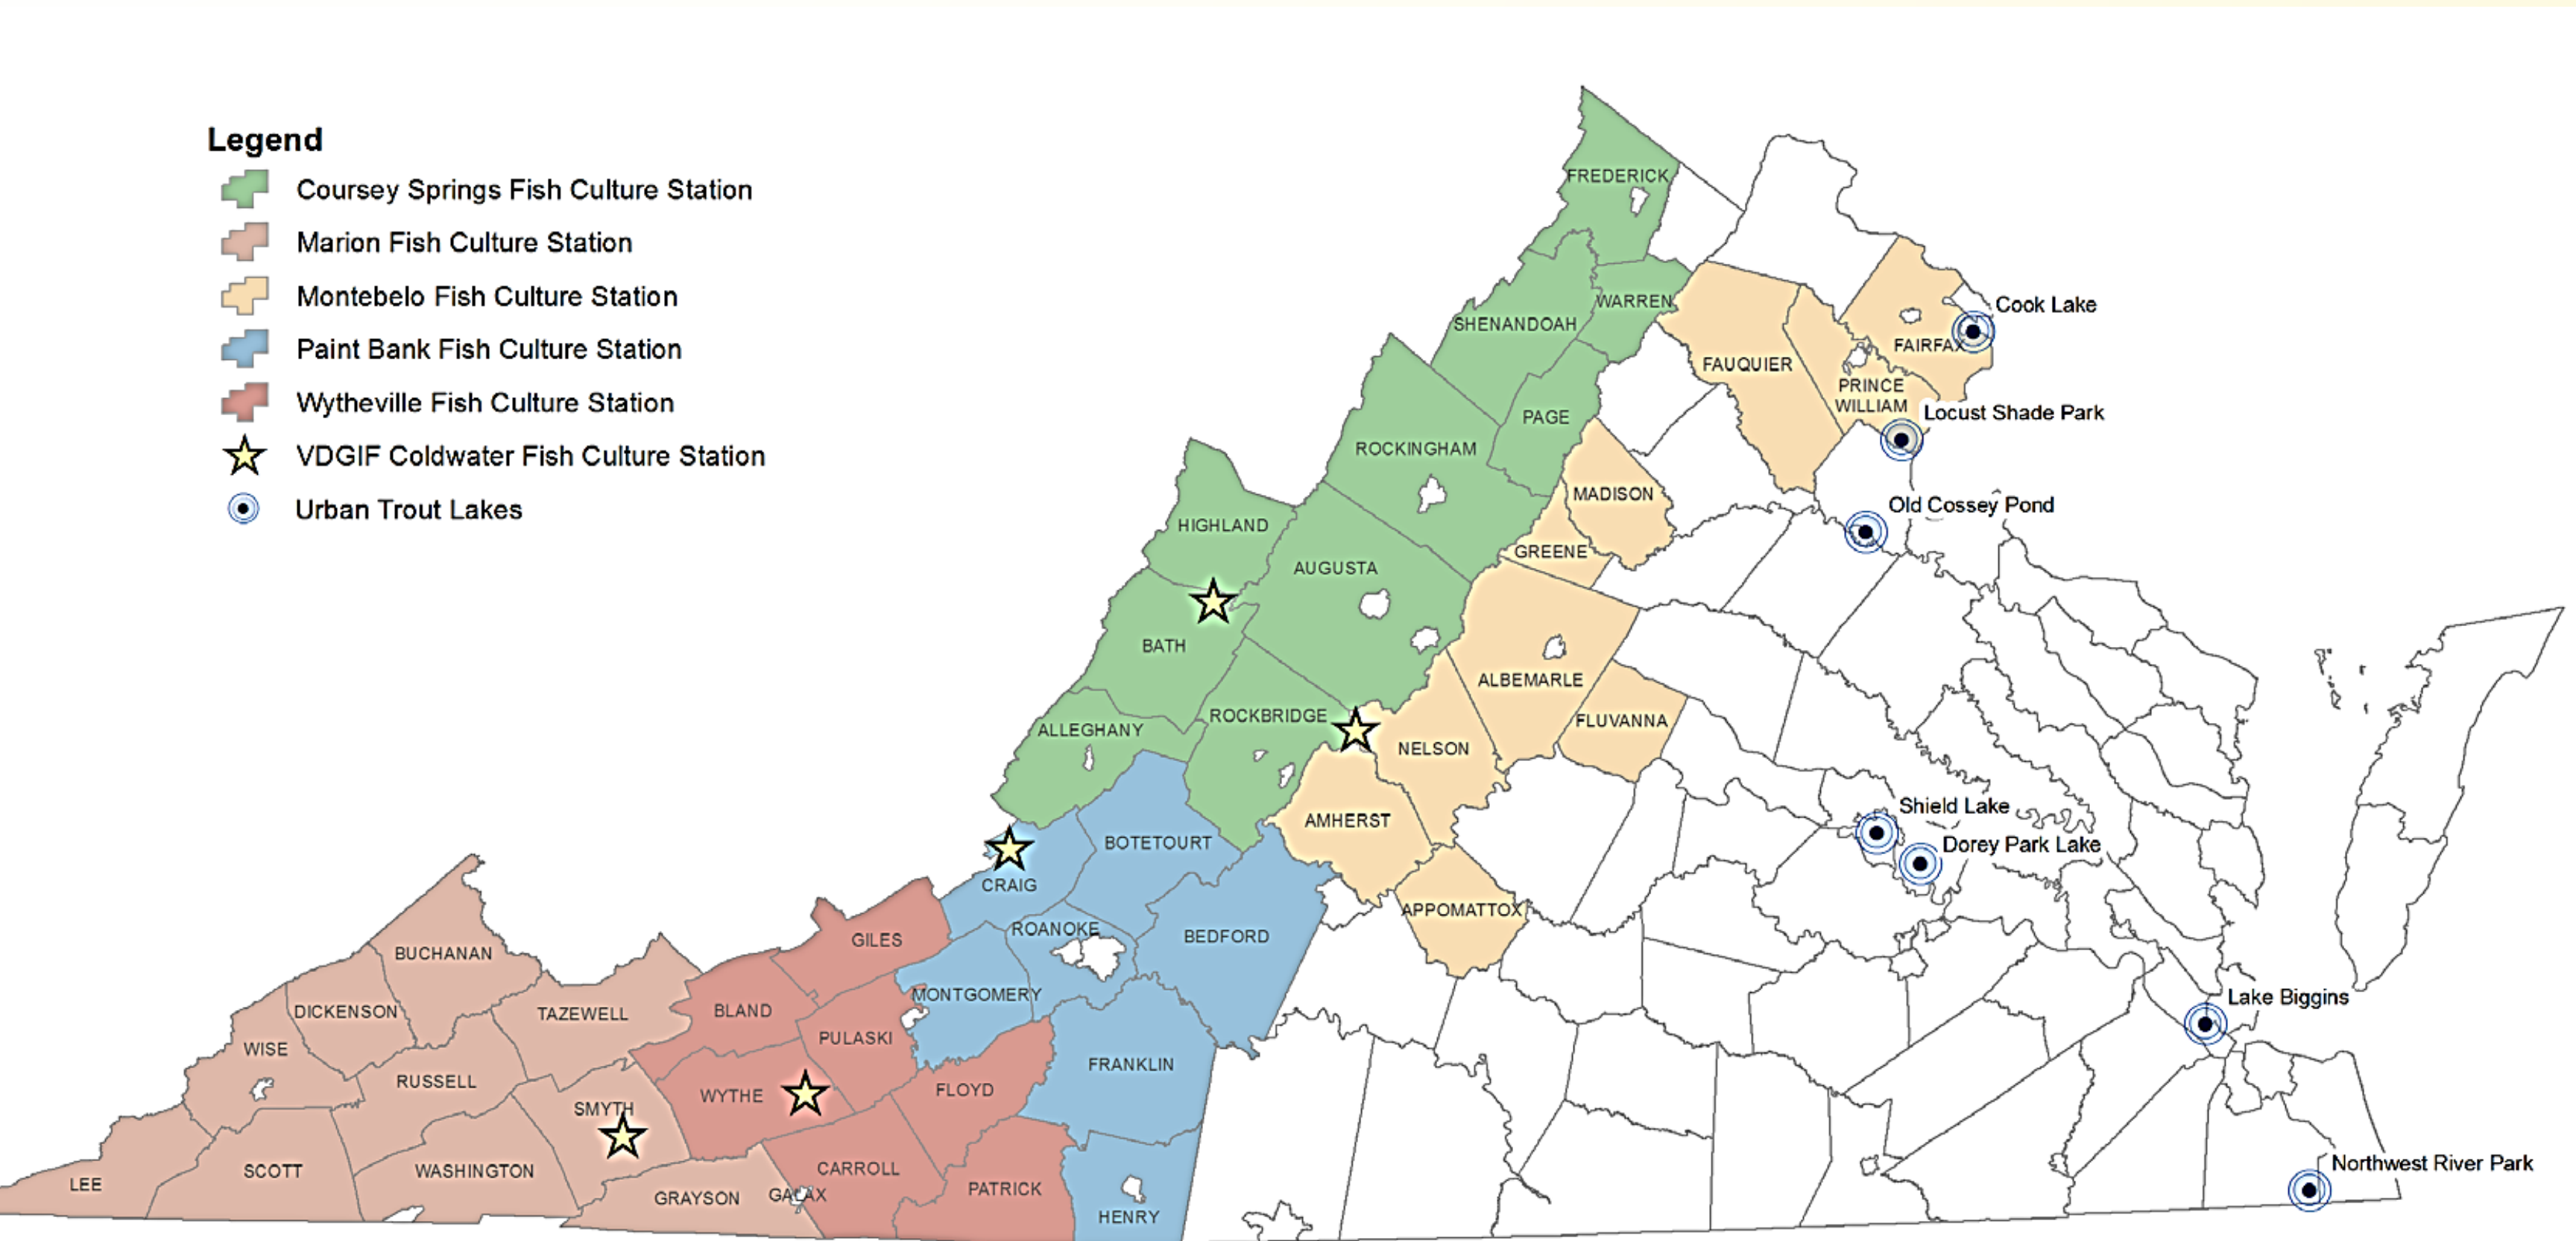 Legend
Coursey Springs Fish Culture Station
Marion Fish Culture Station
Montebelo Fish Culture Station
Paint Bank Fish Culture Station
Wytheville Fish Culture Station
VDGIF Coldwater Fish Culture Station
Urban Trout Lakes
FREDERICK
WARREN
SHENANDOAH
Cook Lake
FAIRFAX
FAUQUIER
PRINCE
WILLIAM
Locust Shade Park
PAGE
ROCKINGHAM
MADISON
Old Cossey Pond
HIGHLAND
GREENE
AUGUSTA
BATH
ALBEMARLE
ROCKBRIDGE
FLUVANNA
ALLEGHANY
NELSON
Shield Lake
AMHERST
BOTETOURT
Dorey Park Lake
CRAIG
APPOMATTOX
ROANOKE
BEDFORD
GILES
BUCHANAN
MONTGOMERY
Lake Biggins
DICKENSON
TAZEWELL
BLAND
PULASKI
WISE
FRANKLIN
RUSSELL
FLOYD
WYTHE
SMYTH
Northwest River Park
SCOTT
WASHINGTON
CARROLL
LEE
PATRICK
GRAYSON
GALAX
HENRY